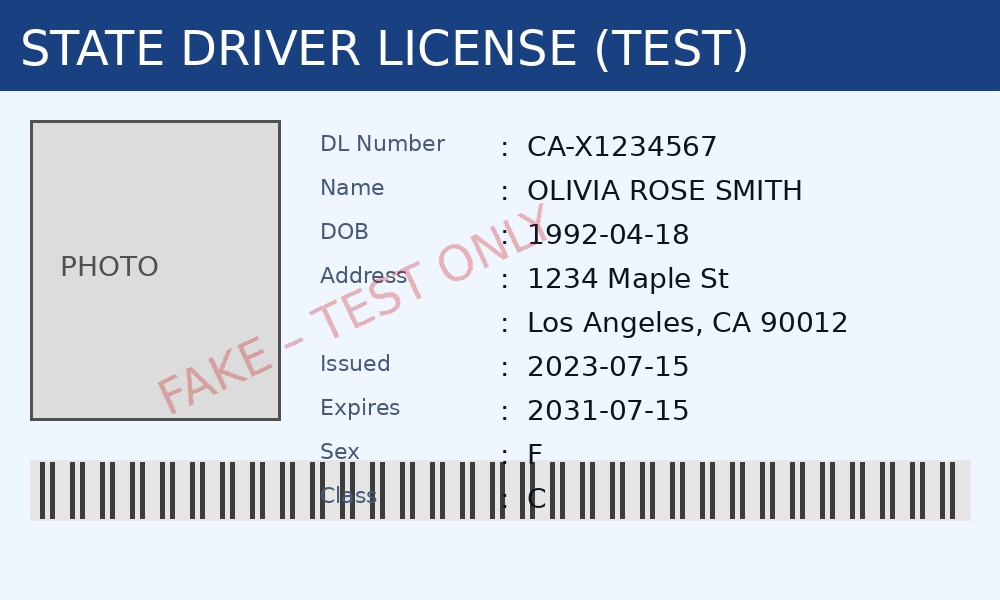 STATE DRIVER LICENSE (TEST)
PHOTO
DL Number : CA-X1234567
Name : OLIVIA ROSE SMITH
DOB : 1992-04-18
Address : 1234 Maple St
: Los Angeles, CA 90012
Issued : 2023-07-15
Expires : 2031-07-15
Sex : F
Class : C
FAKE – TEST ONLY